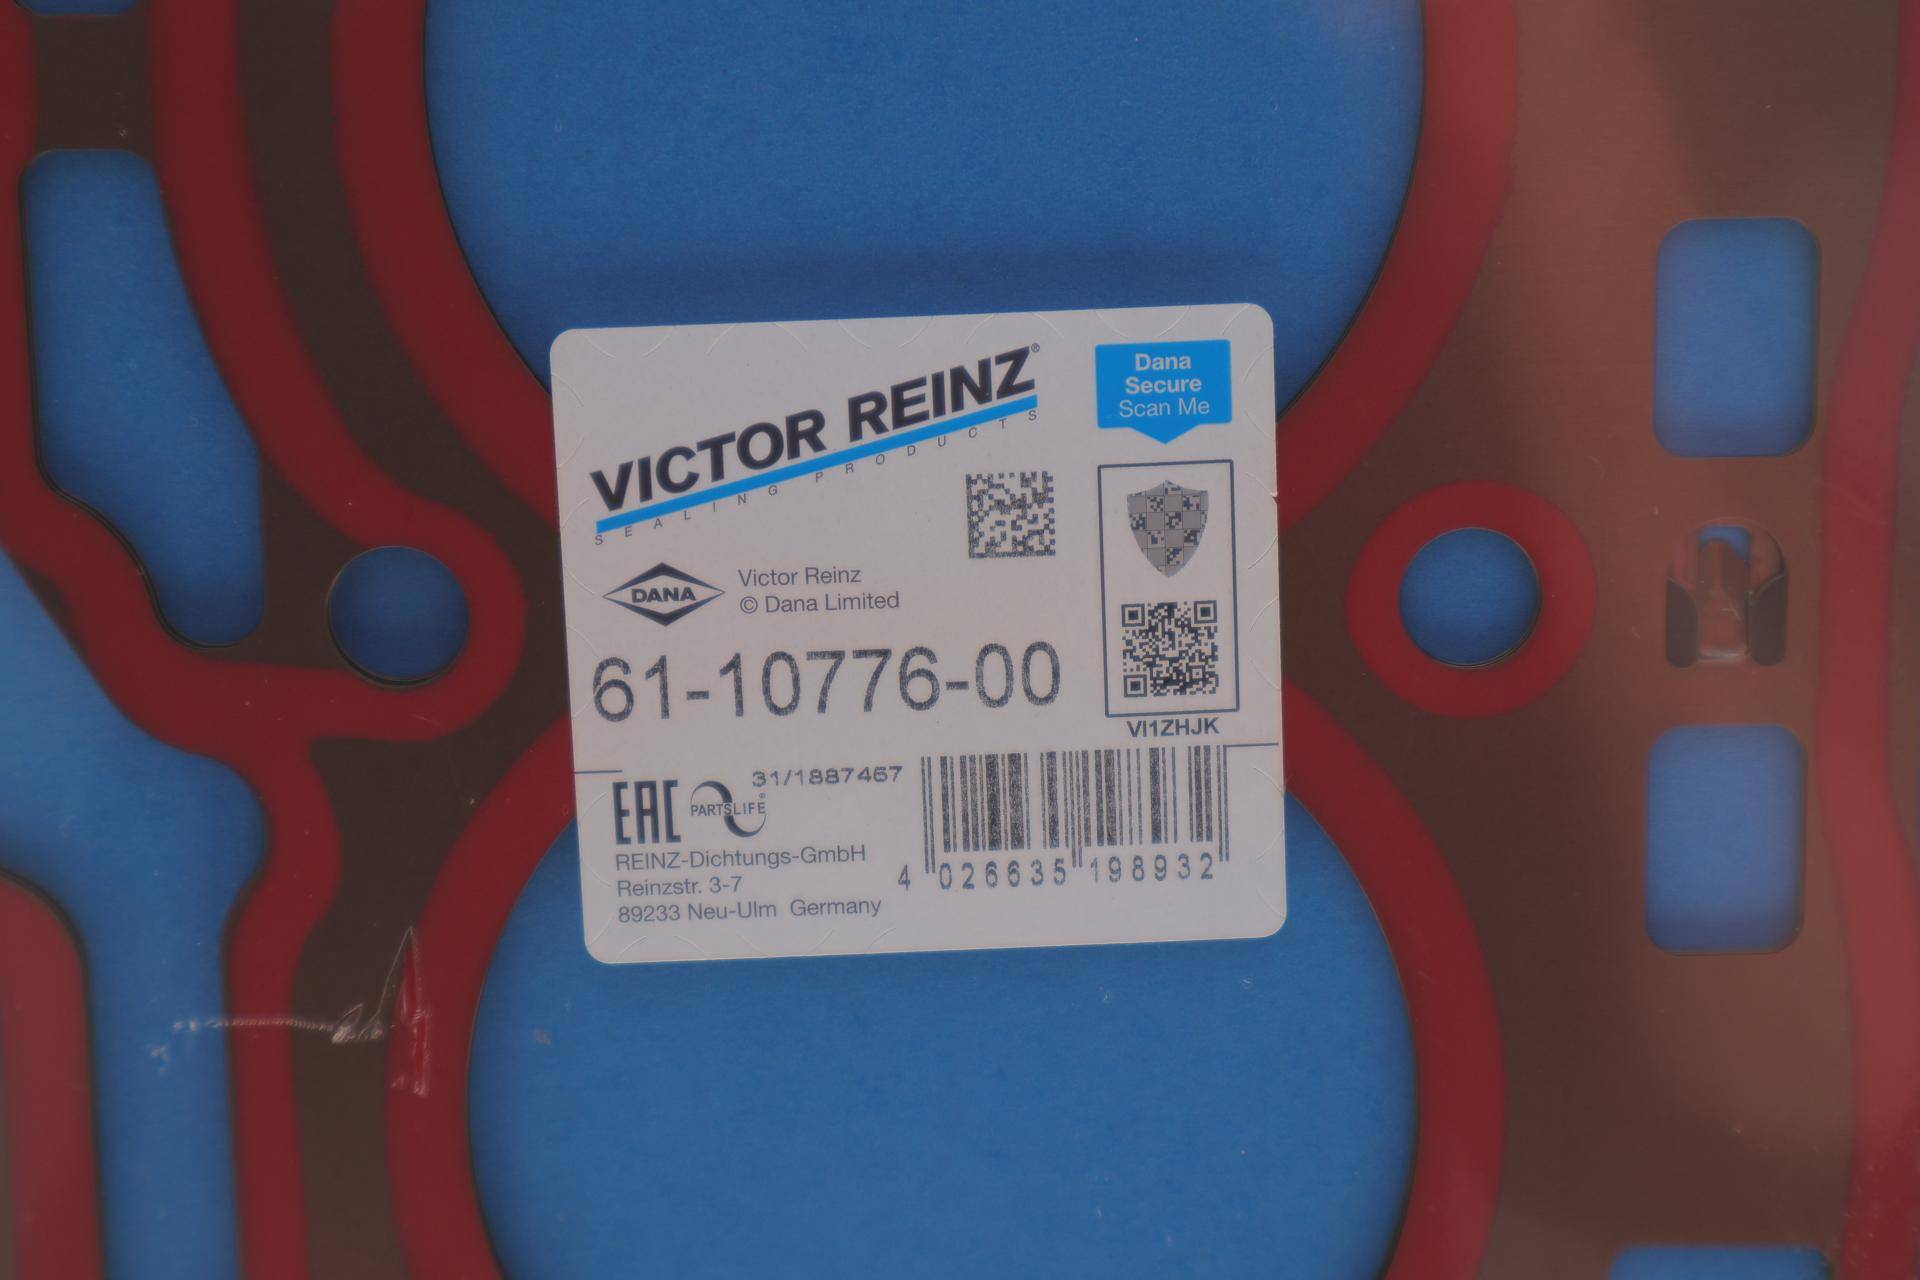 VICTOR REINZ®
SEALING PRODUCTS
Dana
Secure
Scan Me
DANA
Victor Reinz
© Dana Limited
61-10776-00
VI1ZHJK
31/1887467
EAC
PARTSLIFE®
REINZ-Dichtungs-GmbH
Reinzstr. 3-7
89233 Neu-Ulm Germany
4 026635 198932